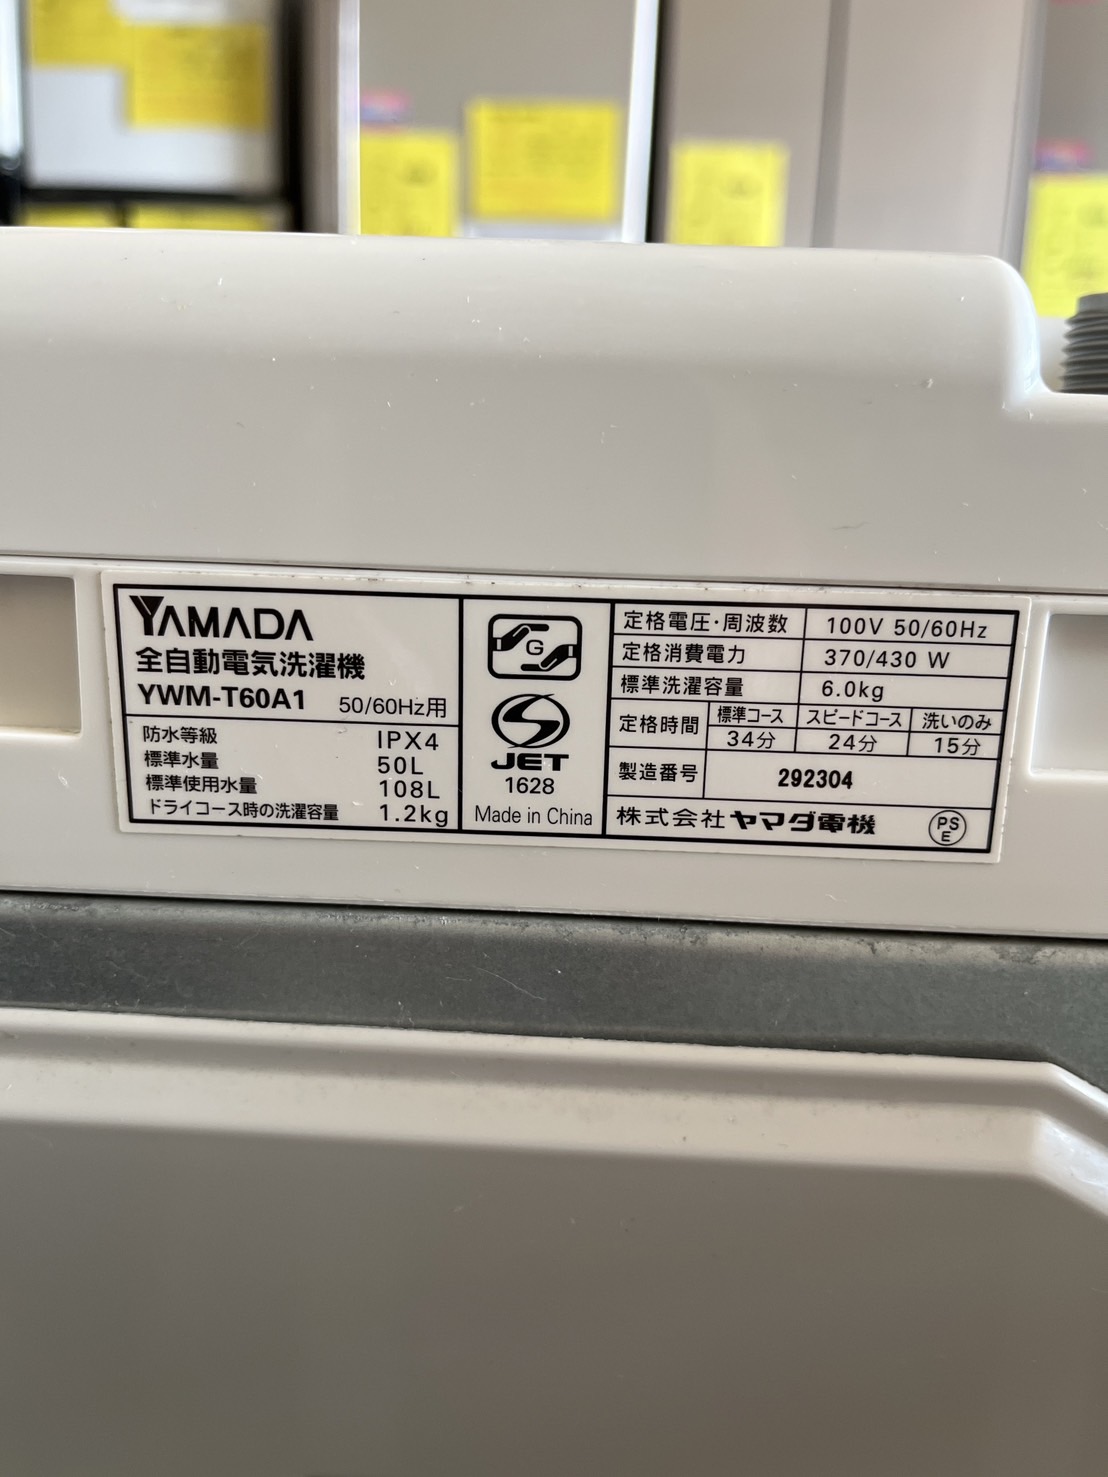 YAMADA
全自動電気洗濯機
YWM-T60A1 50/60Hz用
防水等級 IPX4
標準水量 50L
標準使用水量 108L
ドライコース時の洗濯容量 1.2kg
G
JET
1628
Made in China
定格電圧・周波数 100V 50/60Hz
定格消費電力 370/430 W
標準洗濯容量 6.0kg
定格時間 標準コース スピードコース 洗いのみ
34分 24分 15分
製造番号 292304
株式会社ヤマダ電機 PSE